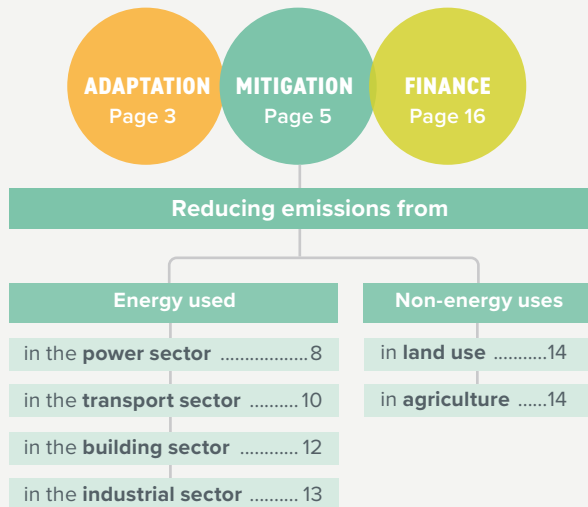 ADAPTATION
Page 3
MITIGATION
Page 5
FINANCE
Page 16
Reducing emissions from
Energy used
in the power sector ..................8
in the transport sector ..........10
in the building sector ............12
in the industrial sector ..........13
Non-energy uses
in land use ...........14
in agriculture ......14